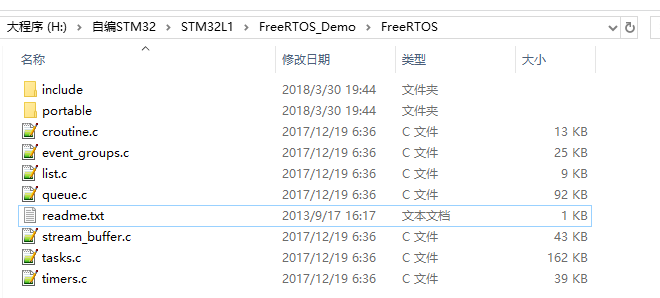 大程序 (H:) > 自编STM32 > STM32L1 > FreeRTOS_Demo > FreeRTOS
名称 修改日期 类型 大小
include 2018/3/30 19:44 文件夹
portable 2018/3/30 19:44 文件夹
croutine.c 2017/12/19 6:36 C 文件 13 KB
event_groups.c 2017/12/19 6:36 C 文件 25 KB
list.c 2017/12/19 6:36 C 文件 9 KB
queue.c 2017/12/19 6:36 C 文件 92 KB
readme.txt 2013/9/17 16:17 文本文档 1 KB
stream_buffer.c 2017/12/19 6:36 C 文件 43 KB
tasks.c 2017/12/19 6:36 C 文件 162 KB
timers.c 2017/12/19 6:36 C 文件 39 KB